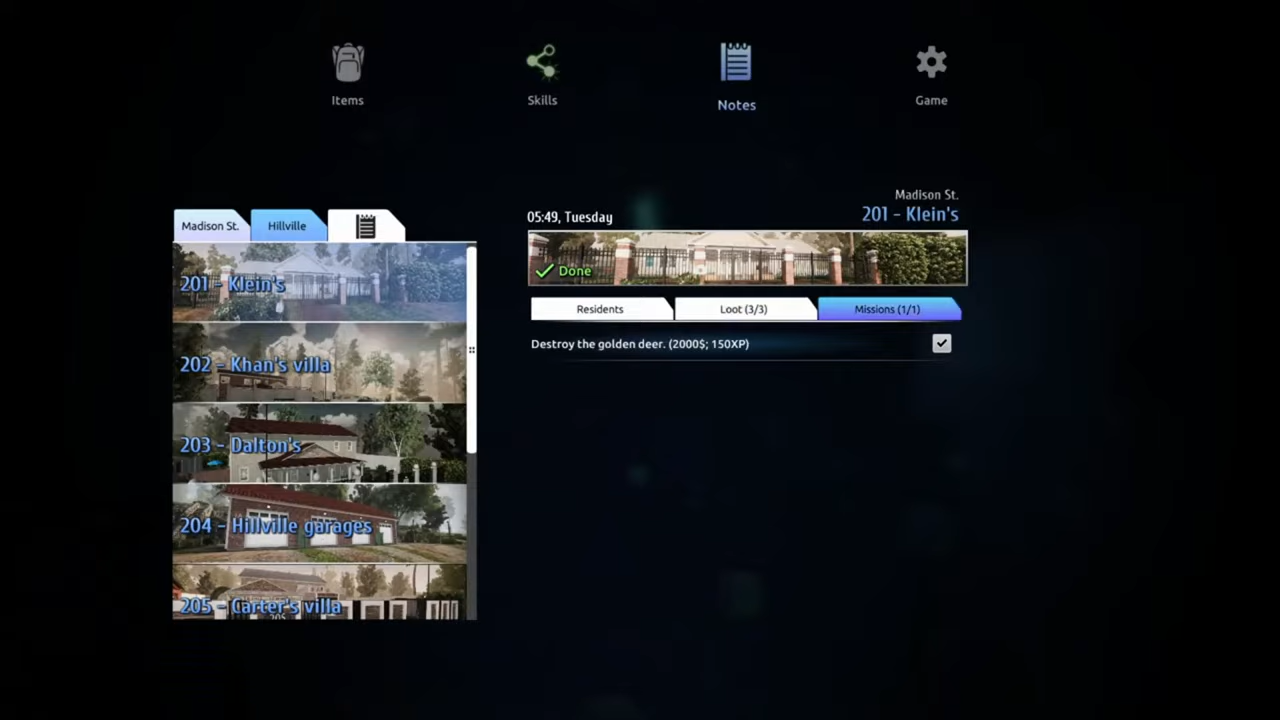 Items
Skills
Notes
Game
Madison St.
Hillville
201 - Klein's
202 - Khan's villa
203 - Dalton's
204 - Hillville garages
205 - Carter's villa
205
05:49, Tuesday
Madison St.
201 - Klein's
Done
Residents
Loot (3/3)
Missions (1/1)
Destroy the golden deer. (2000$; 150XP)